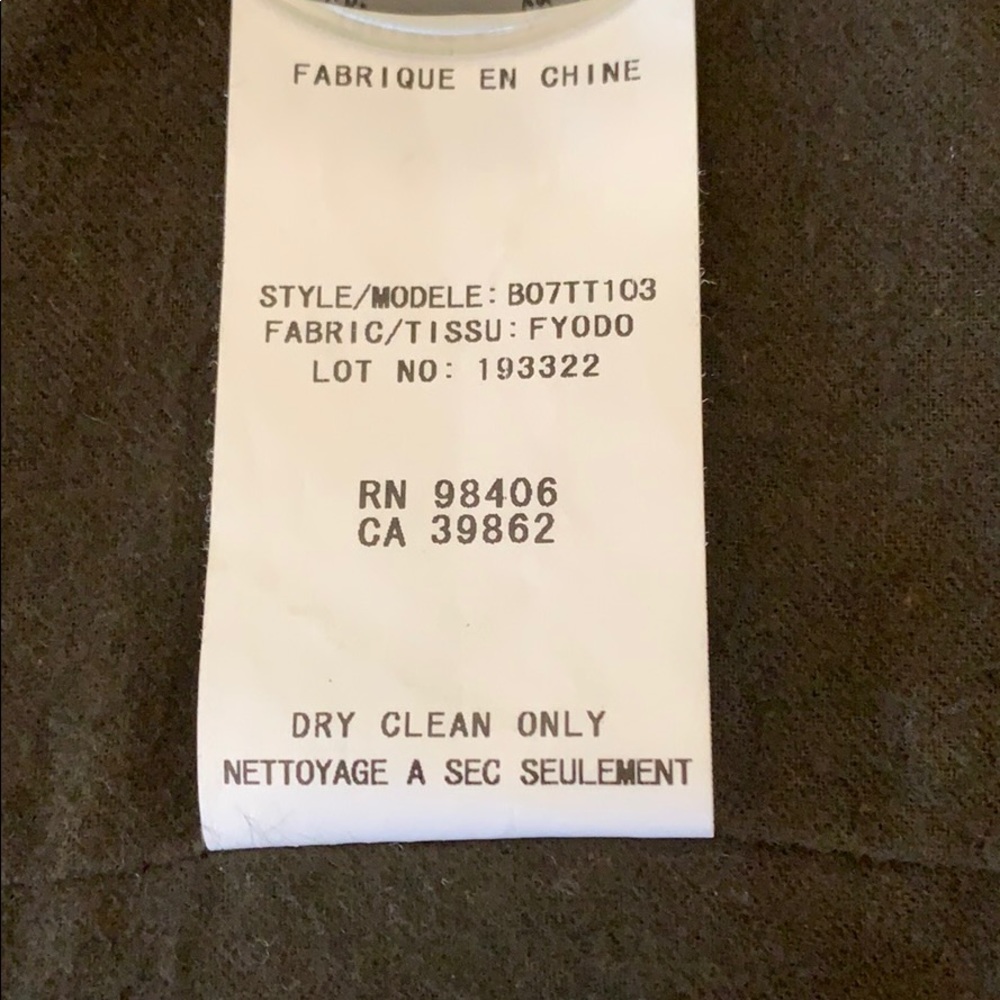 FABRIQUE EN CHINE
STYLE/MODELE: B07TT103
FABRIC/TISSU: FYODO
LOT NO: 193322
RN 98406
CA 39862
DRY CLEAN ONLY
NETTOYAGE A SEC SEULEMENT